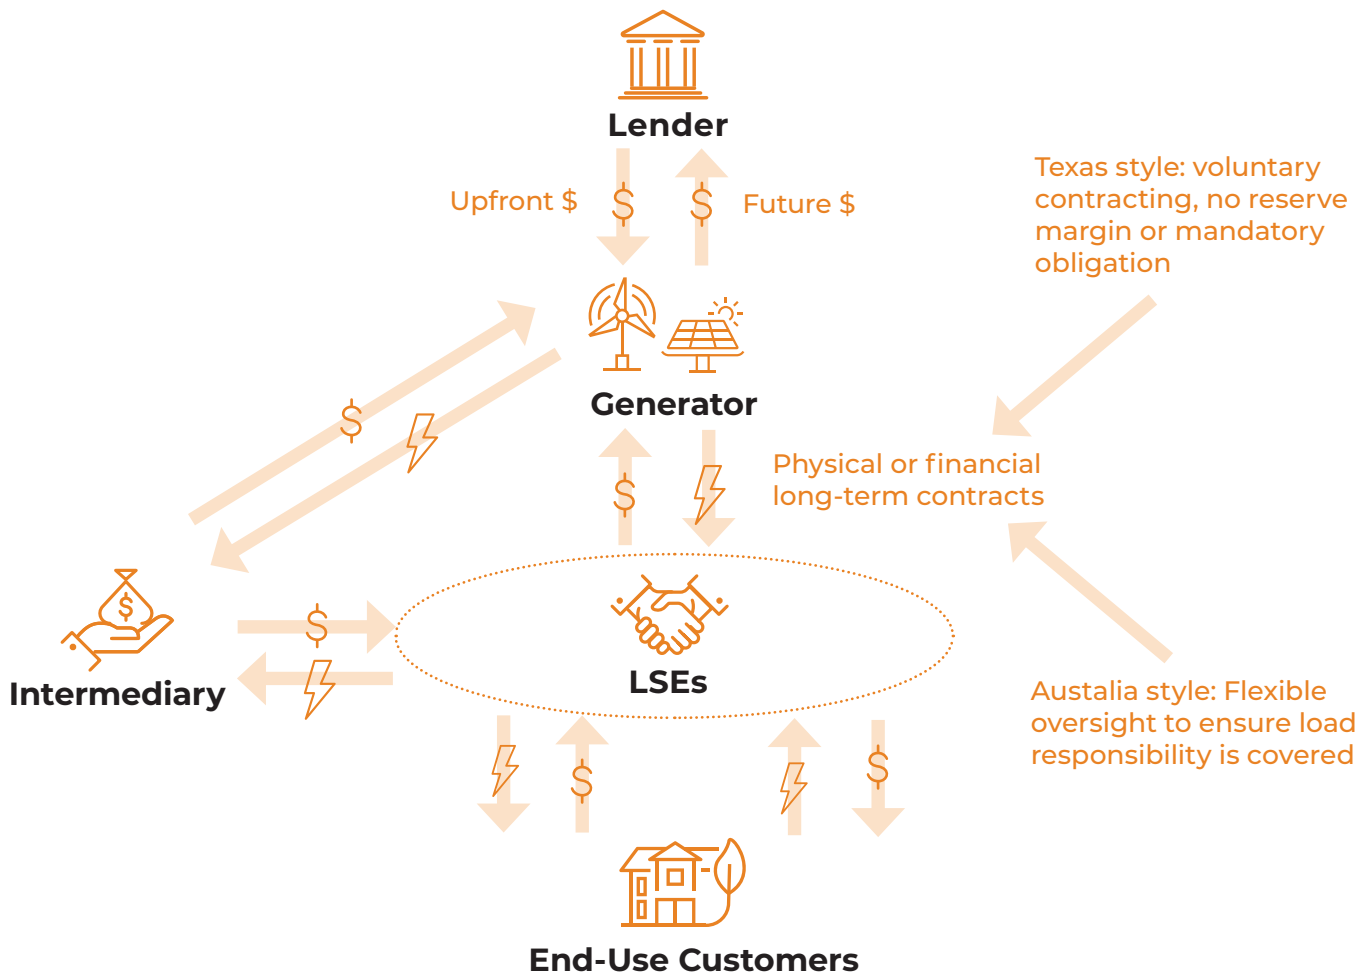 Lender
Upfront $
Future $
Texas style: voluntary
contracting, no reserve
margin or mandatory
obligation
$
$
$
Generator
Physical or financial
long-term contracts
$
$
$
LSEs
Intermediary
Austalia style: Flexible
oversight to ensure load
responsibility is covered
$
$
End-Use Customers